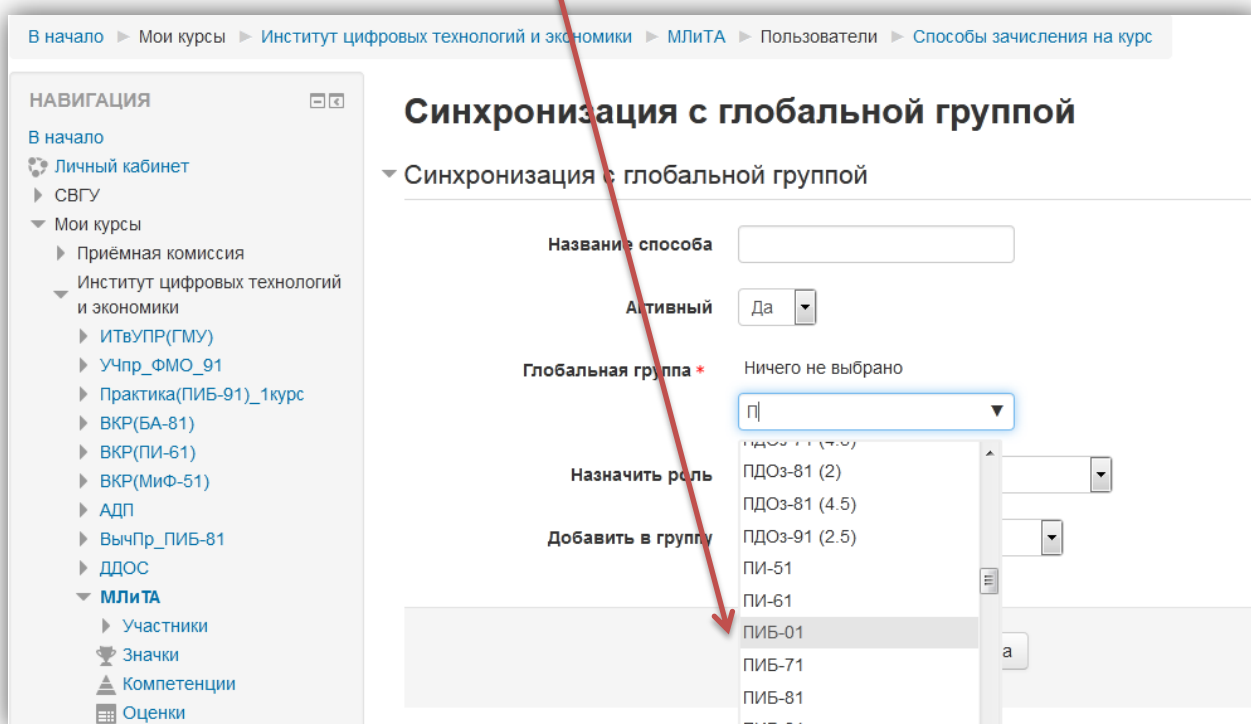 В начало ▶ Мои курсы ▶ Институт цифровых технологий и экономики ▶ МЛиТА ▶ Пользователи ▶ Способы зачисления на курс
НАВИГАЦИЯ
В начало
Личный кабинет
СВГУ
Мои курсы
Приёмная комиссия
Институт цифровых технологий
и экономики
ИТвУПР(ГМУ)
УЧпр_ФМО_91
Практика(ПИБ-91)_1курс
ВКР(БА-81)
ВКР(ПИ-61)
ВКР(МиФ-51)
АДП
ВычПр_ПИБ-81
ДДОС
МЛиТА
Участники
Значки
Компетенции
Оценки
Синхронизация с глобальной группой
Синхронизация с глобальной группой
Название способа
Активный Да
Глобальная группа * Ничего не выбрано
П
Назначить роль
Добавить в группу
ПДОз-81 (2)
ПДОз-81 (4.5)
ПДОз-91 (2.5)
ПИ-51
ПИ-61
ПИБ-01
ПИБ-71
ПИБ-81
а